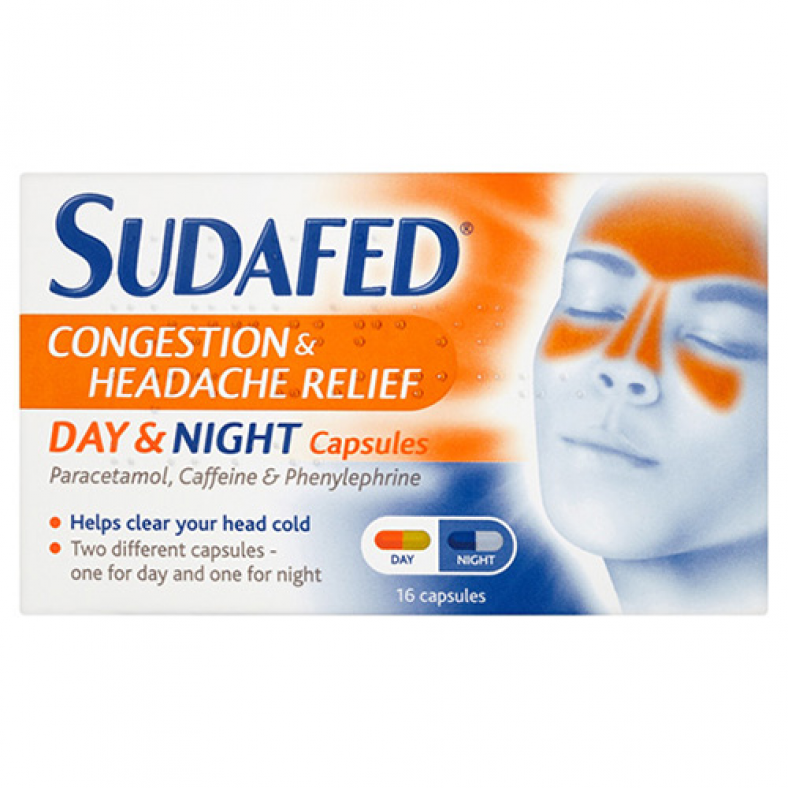 SUDAFED®
CONGESTION &
HEADACHE RELIEF
DAY & NIGHT Capsules
Paracetamol, Caffeine & Phenylephrine
• Helps clear your head cold
• Two different capsules -
one for day and one for night
DAY NIGHT
16 capsules